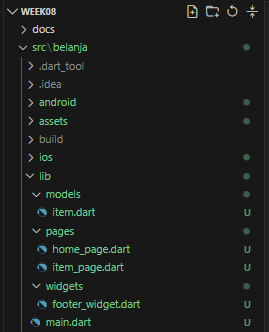 WEEK08
docs
src\belanja
.dart_tool
.idea
android
assets
build
ios
lib
models
item.dart U
pages
home_page.dart U
item_page.dart U
widgets
footer_widget.dart U
main.dart U